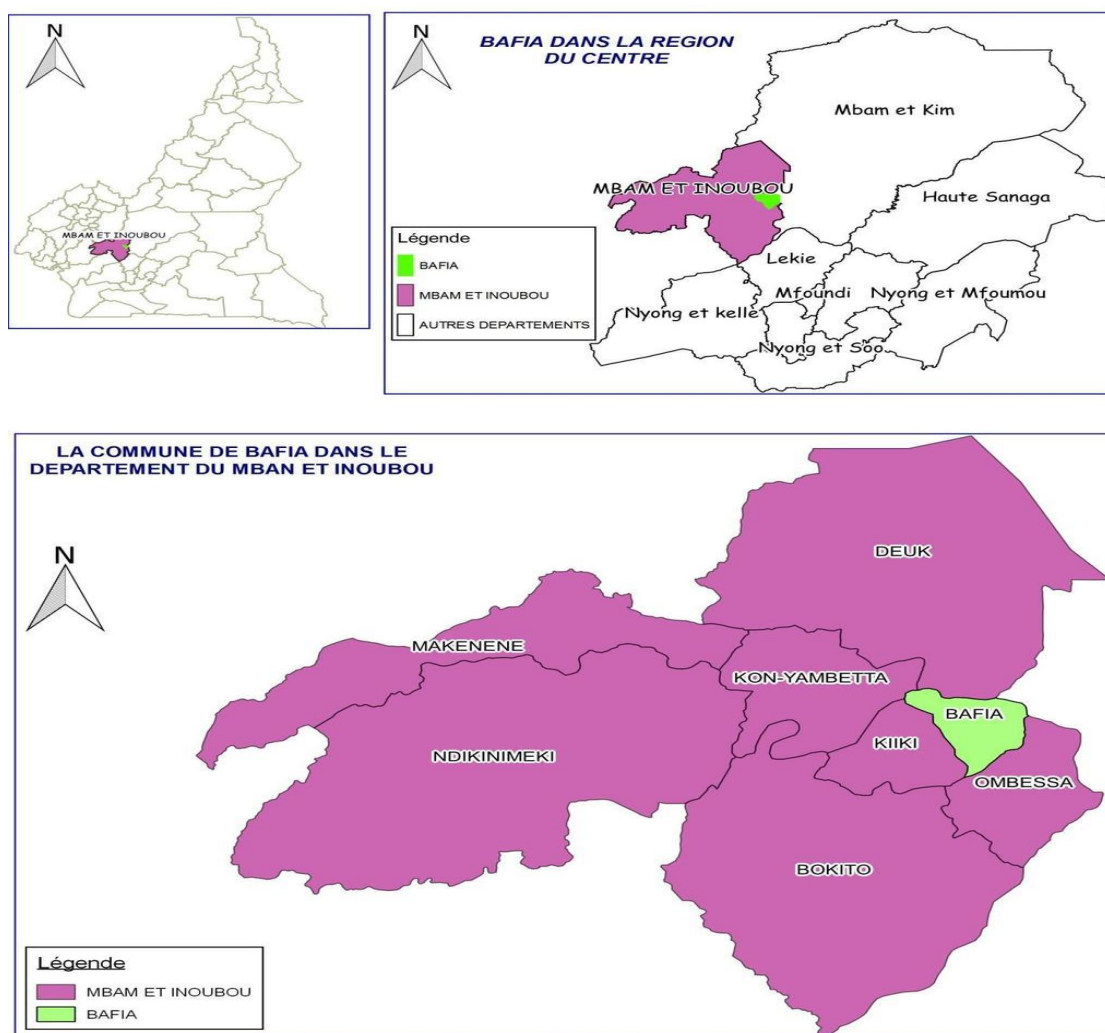 N
MBAM ET INOUBOU
N
BAFIA DANS LA REGION
DU CENTRE
Mbam et Kim
MBAM ET INOUBOU
Haute Sanaga
Légende
BAFIA
MBAM ET INOUBOU
AUTRES DEPARTEMENTS
Lekie
Mfoundi
Nyong et Mfoumou
Nyong et kelle
Nyong et Soo
LA COMMUNE DE BAFIA DANS LE
DEPARTEMENT DU MBAN ET INOUBOU
N
DEUK
MAKENENE
KON-YAMBETTA
BAFIA
KIIKI
NDIKINIMEKI
OMBESSA
BOKITO
Légende
MBAM ET INOUBOU
BAFIA